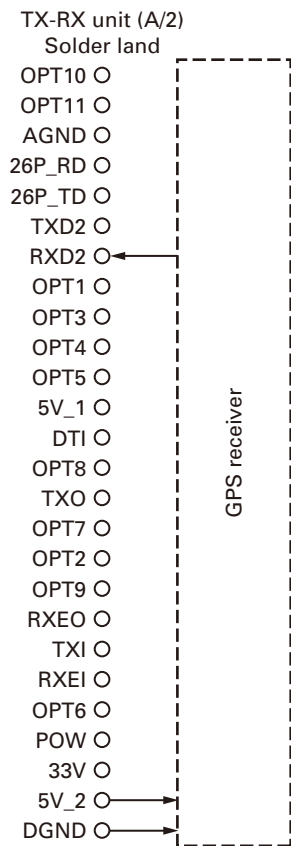 TX-RX unit (A/2)
Solder land
OPT10
OPT11
AGND
26P_RD
26P_TD
TXD2
RXD2
OPT1
OPT3
OPT4
OPT5
5V_1
DTI
OPT8
TXO
OPT7
OPT2
OPT9
RXEO
TXI
RXEI
OPT6
POW
33V
5V_2
DGND
GPS receiver